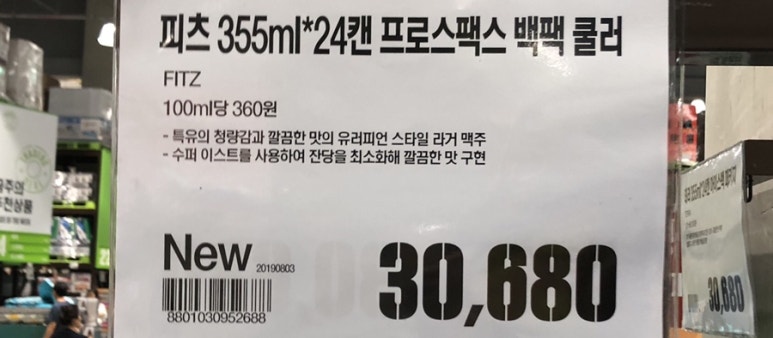 피츠 355ml*24캔 프로스팩스 백팩 쿨러
FITZ
100ml당 360원
- 특유의 청량감과 깔끔한 맛의 유러피언 스타일 라거 맥주
- 수퍼 이스트를 사용하여 잔당을 최소화해 깔끔한 맛 구현
New 20190803
30,680
8801030952688
30,680